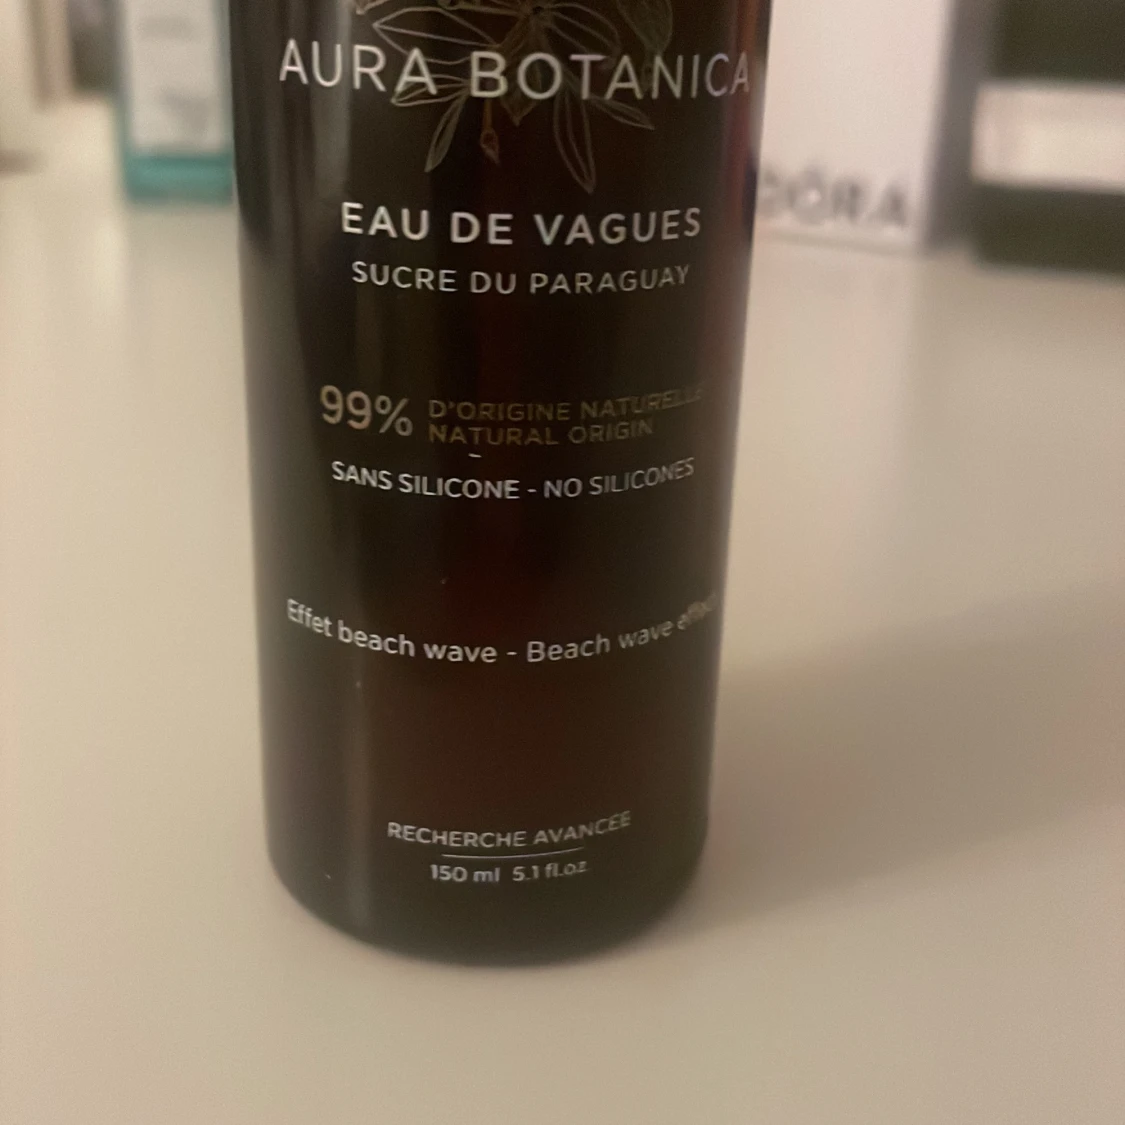 AURA BOTANICA
EAU DE VAGUES
SUCRE DU PARAGUAY
99% D'ORIGINE NATURELLE
NATURAL ORIGIN
SANS SILICONE - NO SILICONES
Effet beach wave - Beach wave effect
RECHERCHE AVANCÉE
150 ml 5.1 fl.oz